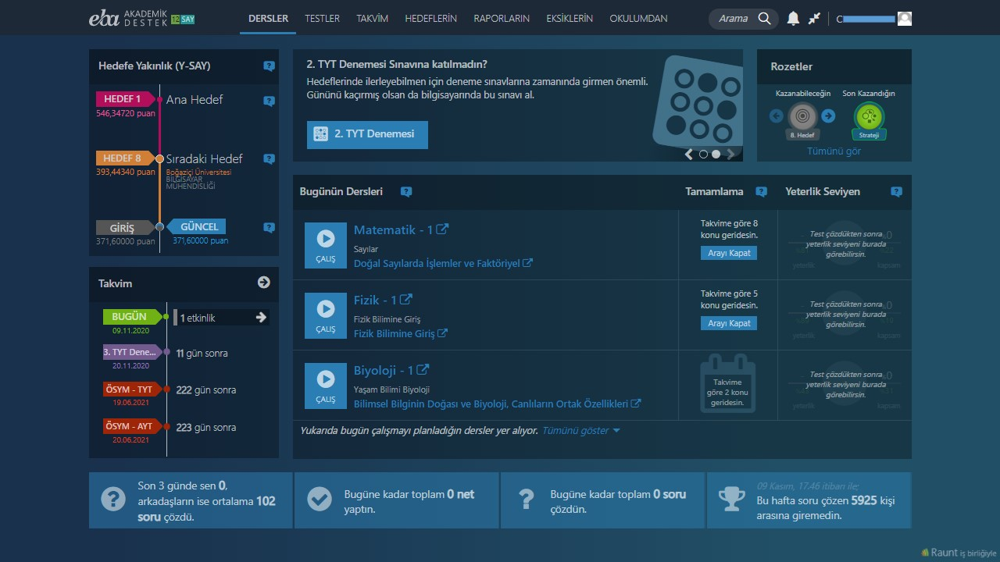 eba AKADEMİK DESTEK 12 SAY
DERSLER TESTLER TAKVİM HEDEFLERİN RAPORLARIN EKSİKLERİN OKULUMDAN
Arama
C
Hedefe Yakınlık (Y-SAY)
HEDEF 1 Ana Hedef
546,34720 puan
HEDEF 8 Sıradaki Hedef
393,44340 puan Boğaziçi Üniversitesi
BİLGİSAYAR
MÜHENDİSLİĞİ
GİRİŞ GÜNCEL
371,60000 puan 371,60000 puan
Takvim
BUGÜN 1 etkinlik
09.11.2020
3. TYT Dene... 11 gün sonra
20.11.2020
ÖSYM - TYT 222 gün sonra
19.06.2021
ÖSYM - AYT 223 gün sonra
20.06.2021
2. TYT Denemesi Sınavına katılmadın?
Hedeflerinde ilerleyebilmen için deneme sınavlarına zamanında girmen önemli.
Gününü kaçırmış olsan da bilgisayarında bu sınavı al.
2. TYT Denemesi
Rozetler
Kazanabileceğin Son Kazandığın
8. Hedef Strateji
Tümünü gör
Bugünün Dersleri Tamamlama Yeterlik Seviyen
ÇALIŞ
Matematik - 1
Sayılar
Doğal Sayılarda İşlemler ve Faktöriyel
Takvime göre 8
konu geridesin.
Arayı Kapat
Test çözdükten sonra
yeterlik seviyeni burada
görebilirsin.
yeterlik kapsam
ÇALIŞ
Fizik - 1
Fizik Bilimine Giriş
Fizik Bilimine Giriş
Takvime göre 5
konu geridesin.
Arayı Kapat
Test çözdükten sonra
yeterlik seviyeni burada
görebilirsin.
yeterlik kapsam
ÇALIŞ
Biyoloji - 1
Yaşam Bilimi Biyoloji
Bilimsel Bilginin Doğası ve Biyoloji, Canlıların Ortak Özellikleri
Takvime
göre 2 konu
geridesin.
Test çözdükten sonra
yeterlik seviyeni burada
görebilirsin.
yeterlik kapsam
Yukarıda bugün çalışmayı planladığın dersler yer alıyor. Tümünü göster
Son 3 günde sen 0,
arkadaşların ise ortalama 102
soru çözdü.
Bugüne kadar toplam 0 net
yaptın.
Bugüne kadar toplam 0 soru
çözdün.
09 Kasım, 17.46 itibarı ile;
Bu hafta soru çözen 5925 kişi
arasına giremedin.
Raunt iş birliğiyle